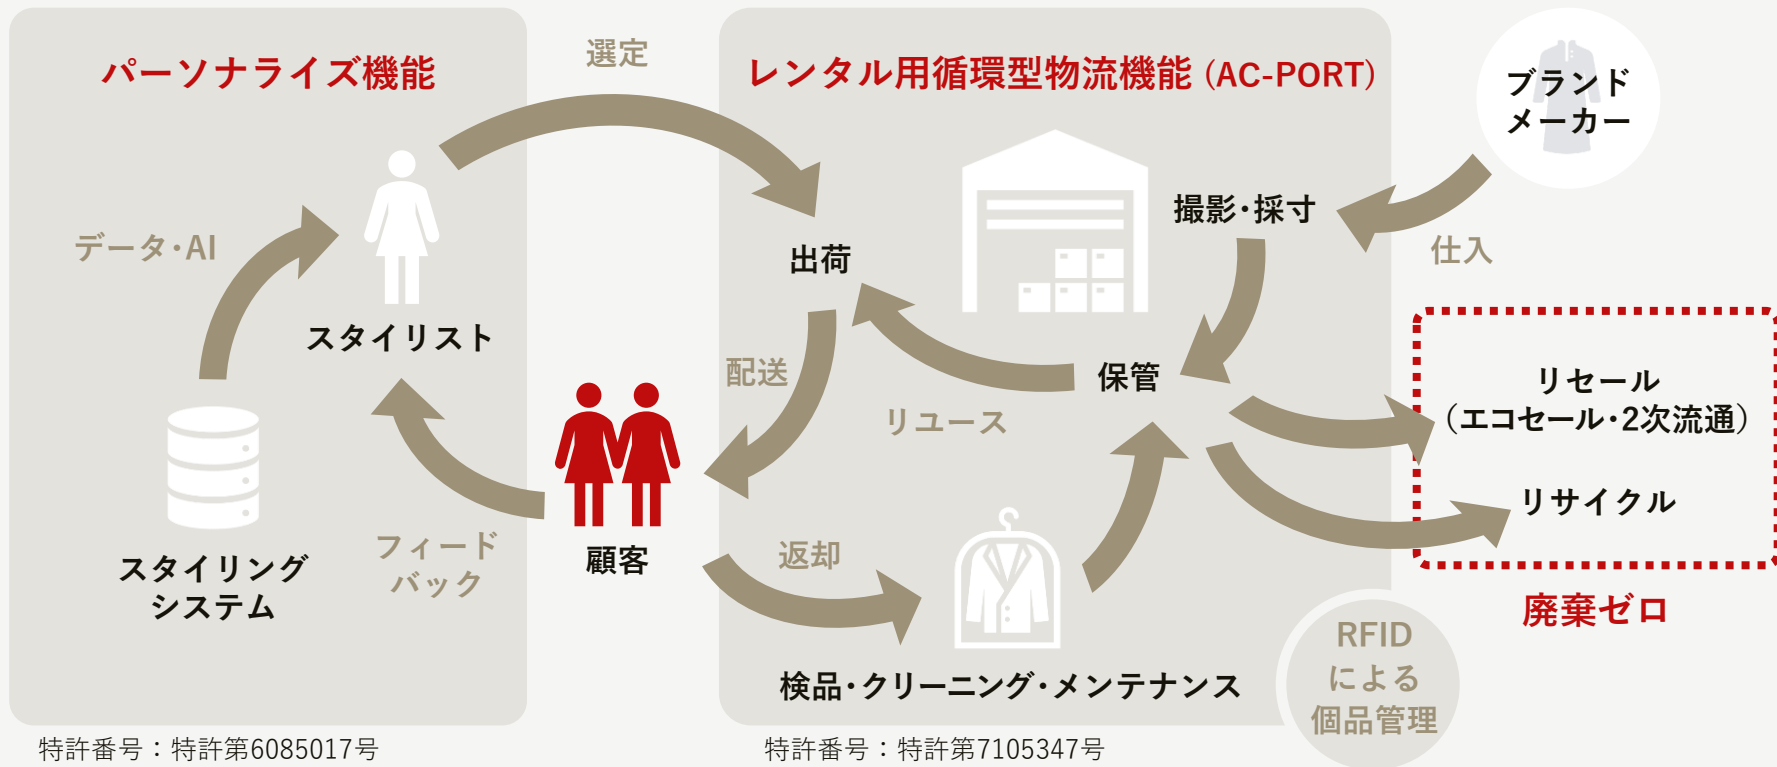 パーソナライズ機能
選定
レンタル用循環型物流機能 (AC-PORT)
ブランド
メーカー
データ・AI
スタイリスト
出荷
撮影・採寸
仕入
配送
リユース
保管
リセール
（エコセール・2次流通）
リサイクル
廃棄ゼロ
スタイリング
システム
フィード
バック
顧客
返却
検品・クリーニング・メンテナンス
RFID
による
個品管理
特許番号：特許第6085017号
特許番号：特許第7105347号